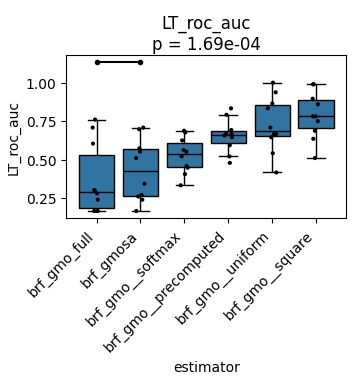 LT_roc_auc
p = 1.69e-04
LT_roc_auc
1.00
0.75
0.50
0.25
brf_gmo_full
brf_gmosa
brf_gmo__softmax
brf_gmo__precomputed
brf_gmo__uniform
brf_gmo__square
estimator